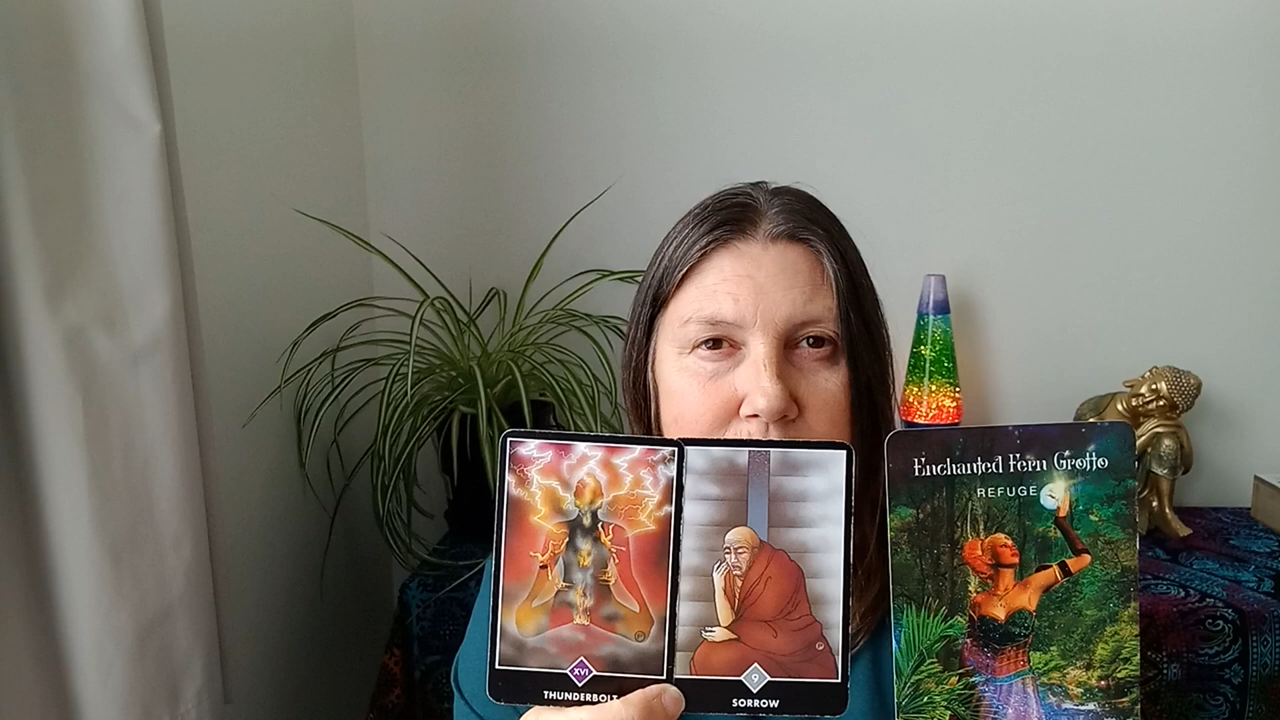 Enchanted Fern Grotto
REFUGE
XVI
THUNDERBOLT
9
SORROW